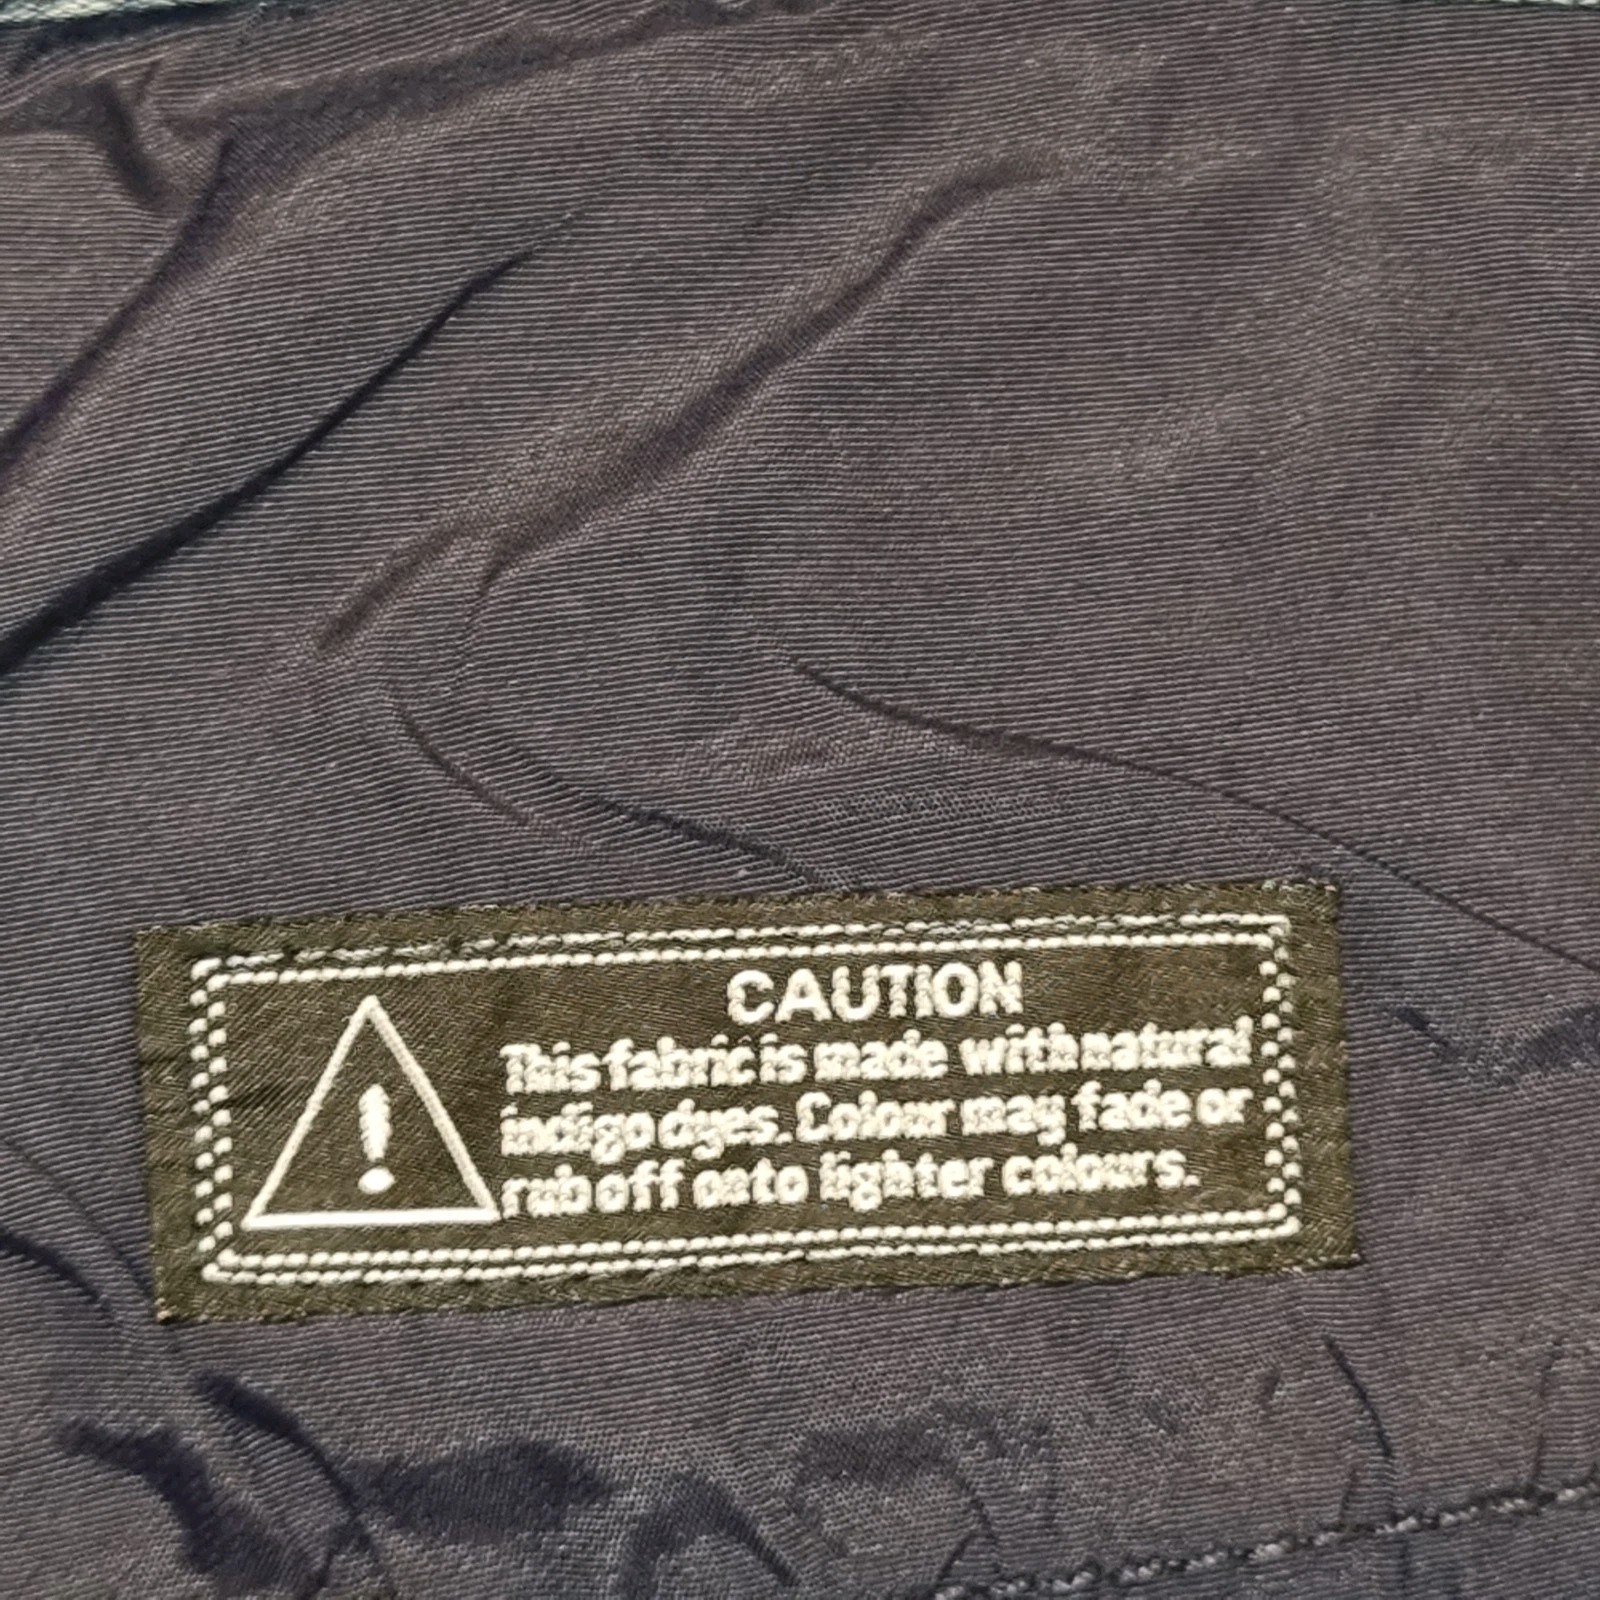 CAUTION
This fabric is made with natural
indigo dyes. Colour may fade or
rub off onto lighter colours.